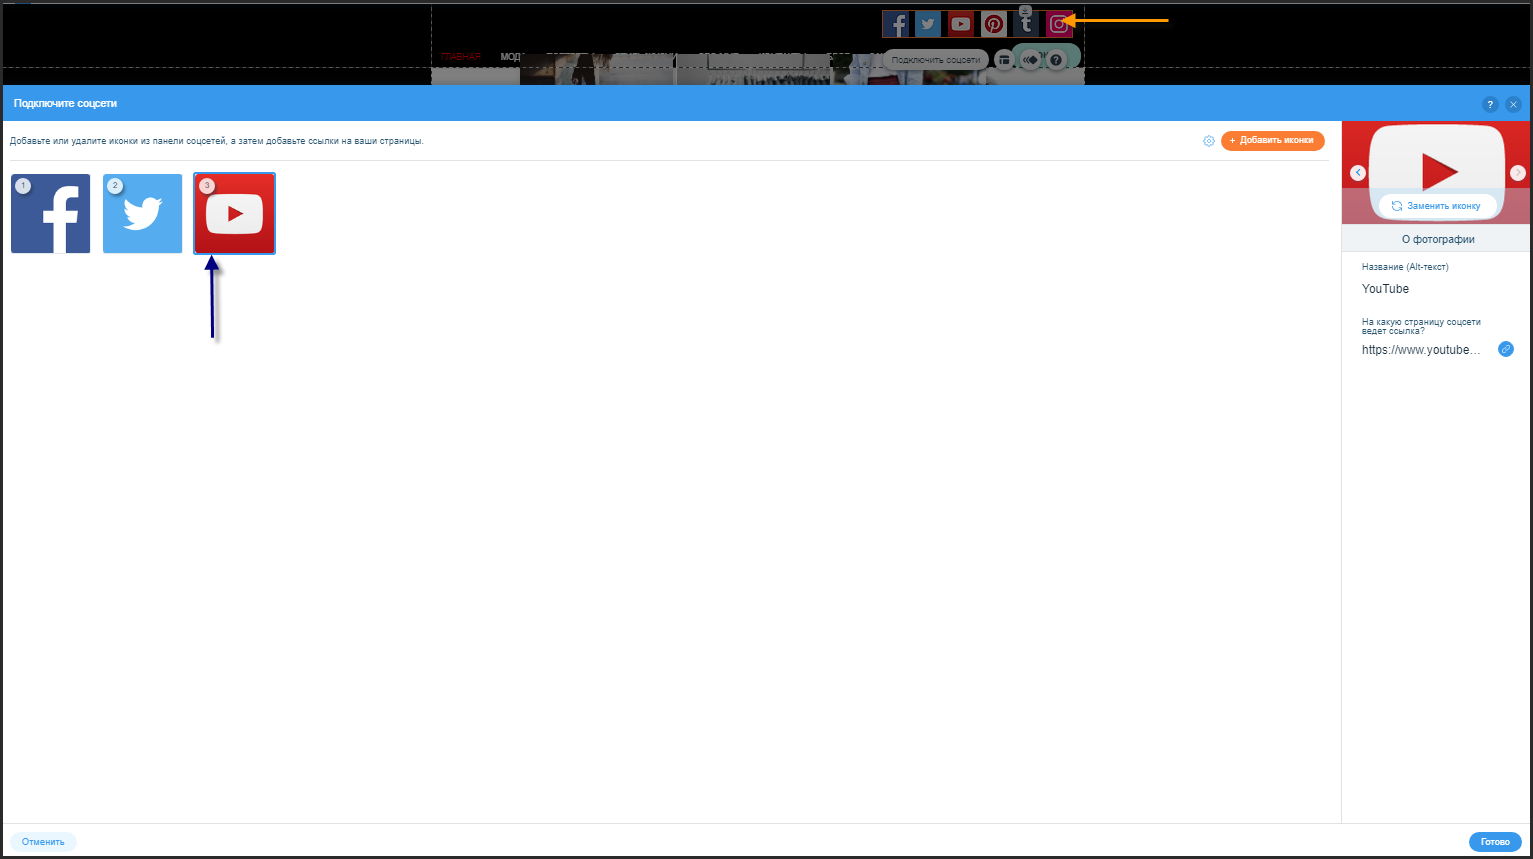 ГЛАВНАЯ
Подключить соцсети
Подключите соцсети
Добавьте или удалите иконки из панели соцсетей, а затем добавьте ссылки на ваши страницы.
+ Добавить иконки
1
2
3
Заменить иконку
О фотографии
Название (Alt-текст)
YouTube
На какую страницу соцсети
ведет ссылка?
https://www.youtube...
Отменить
Готово